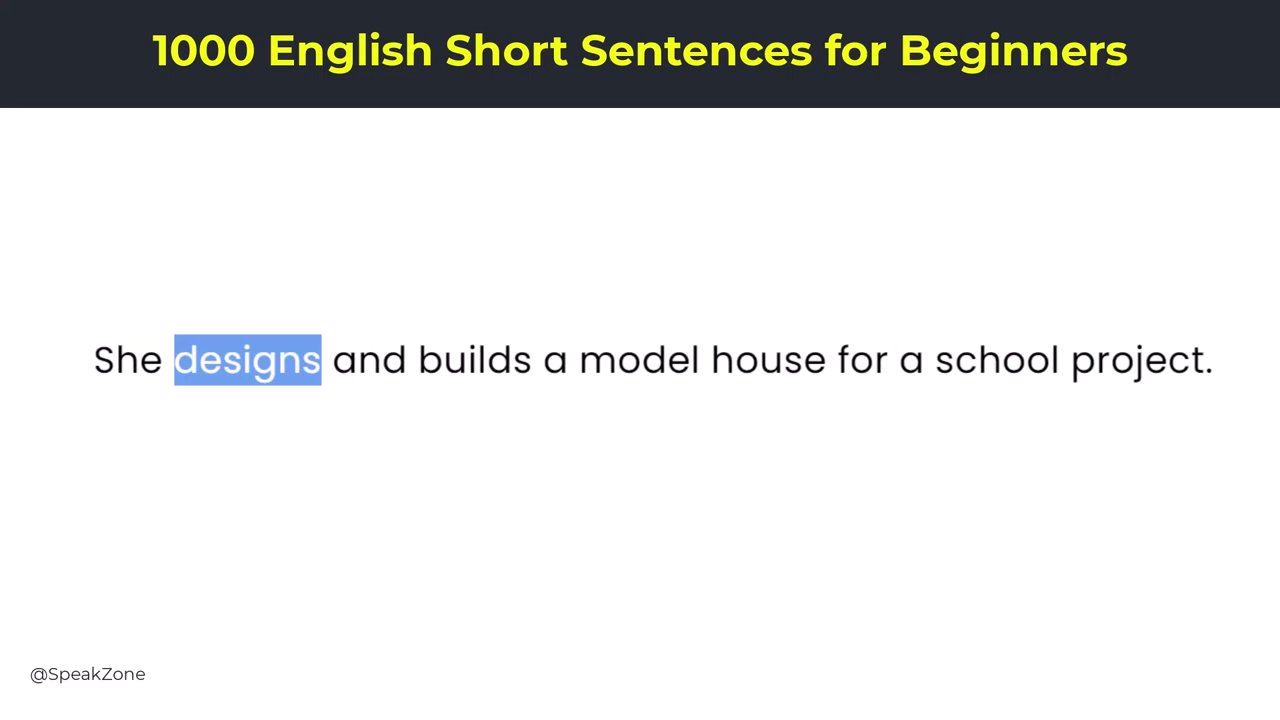 1000 English Short Sentences for Beginners
She designs and builds a model house for a school project.
@SpeakZone